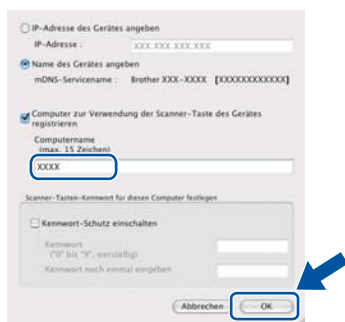 IP-Adresse des Gerätes angeben
IP-Adresse : XXX XXX XXX XXX
Name des Gerätes angeben
mDNS-Servicename : Brother XXX-XXXX [XXXXXXXXXXXX]
Computer zur Verwendung der Scanner-Taste des Gerätes
registrieren
Computername
(max. 15 Zeichen)
XXXX
Scanner-Tasten-Kennwort für diesen Computer festlegen
Kennwort-Schutz einschalten
Kennwort
("0" bis "9", vierstellig)
Kennwort noch einmal eingeben
Abbrechen OK